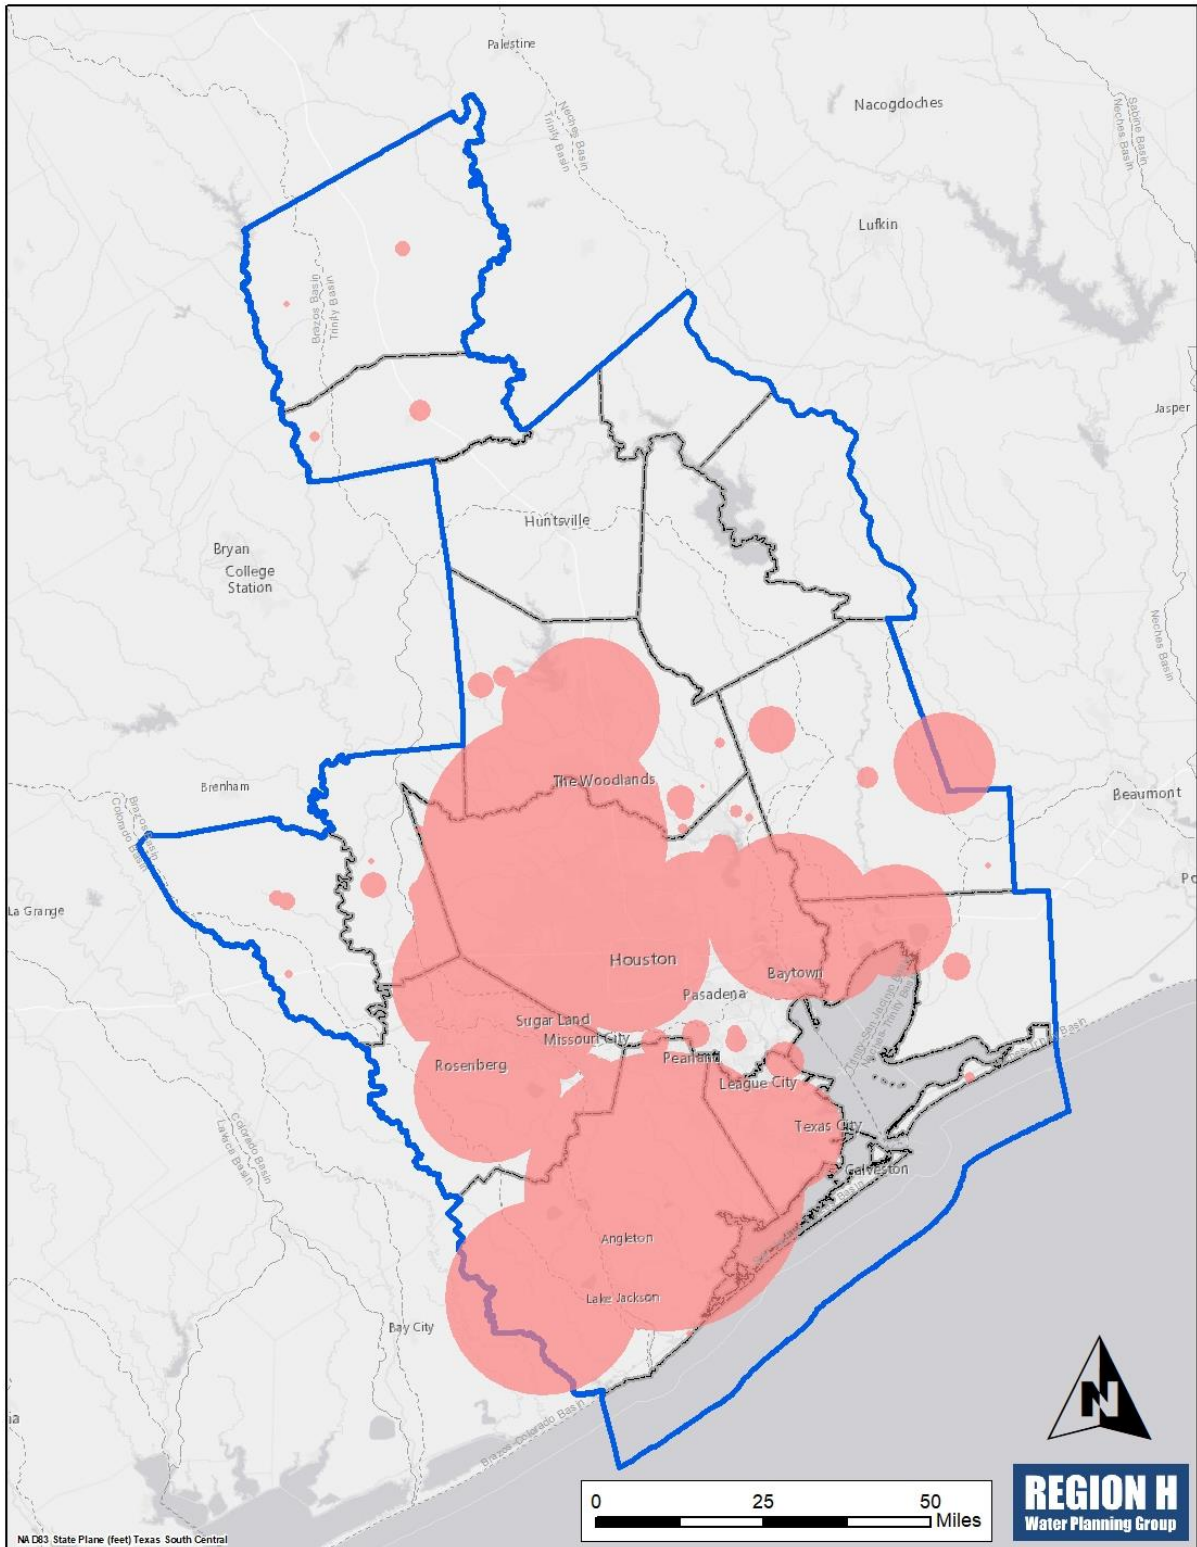 Palestine
Neches Basin
Trinity Basin
Nacogdoches
Sabine Basin
Neches Basin
Lufkin
Brazos Basin
Trinity Basin
Jasper
Huntsville
Bryan
College
Station
Neches Basin
The Woodlands
Brenham
Beaumont
Brazos Basin
Colorado Basin
La Grange
Po
Houston
Baytown
Pasadena
Sugar Land
Missouri City
Rosenberg
Pearland
League City
Texas City
Galveston
Basin
Colorado Basin
Lavaca Basin
Angleton
Lake Jackson
Bay City
Brazos-Colorado Basin
N
0 25 50
Miles
REGION H
Water Planning Group
NAD83 State Plane (feet) Texas South Central